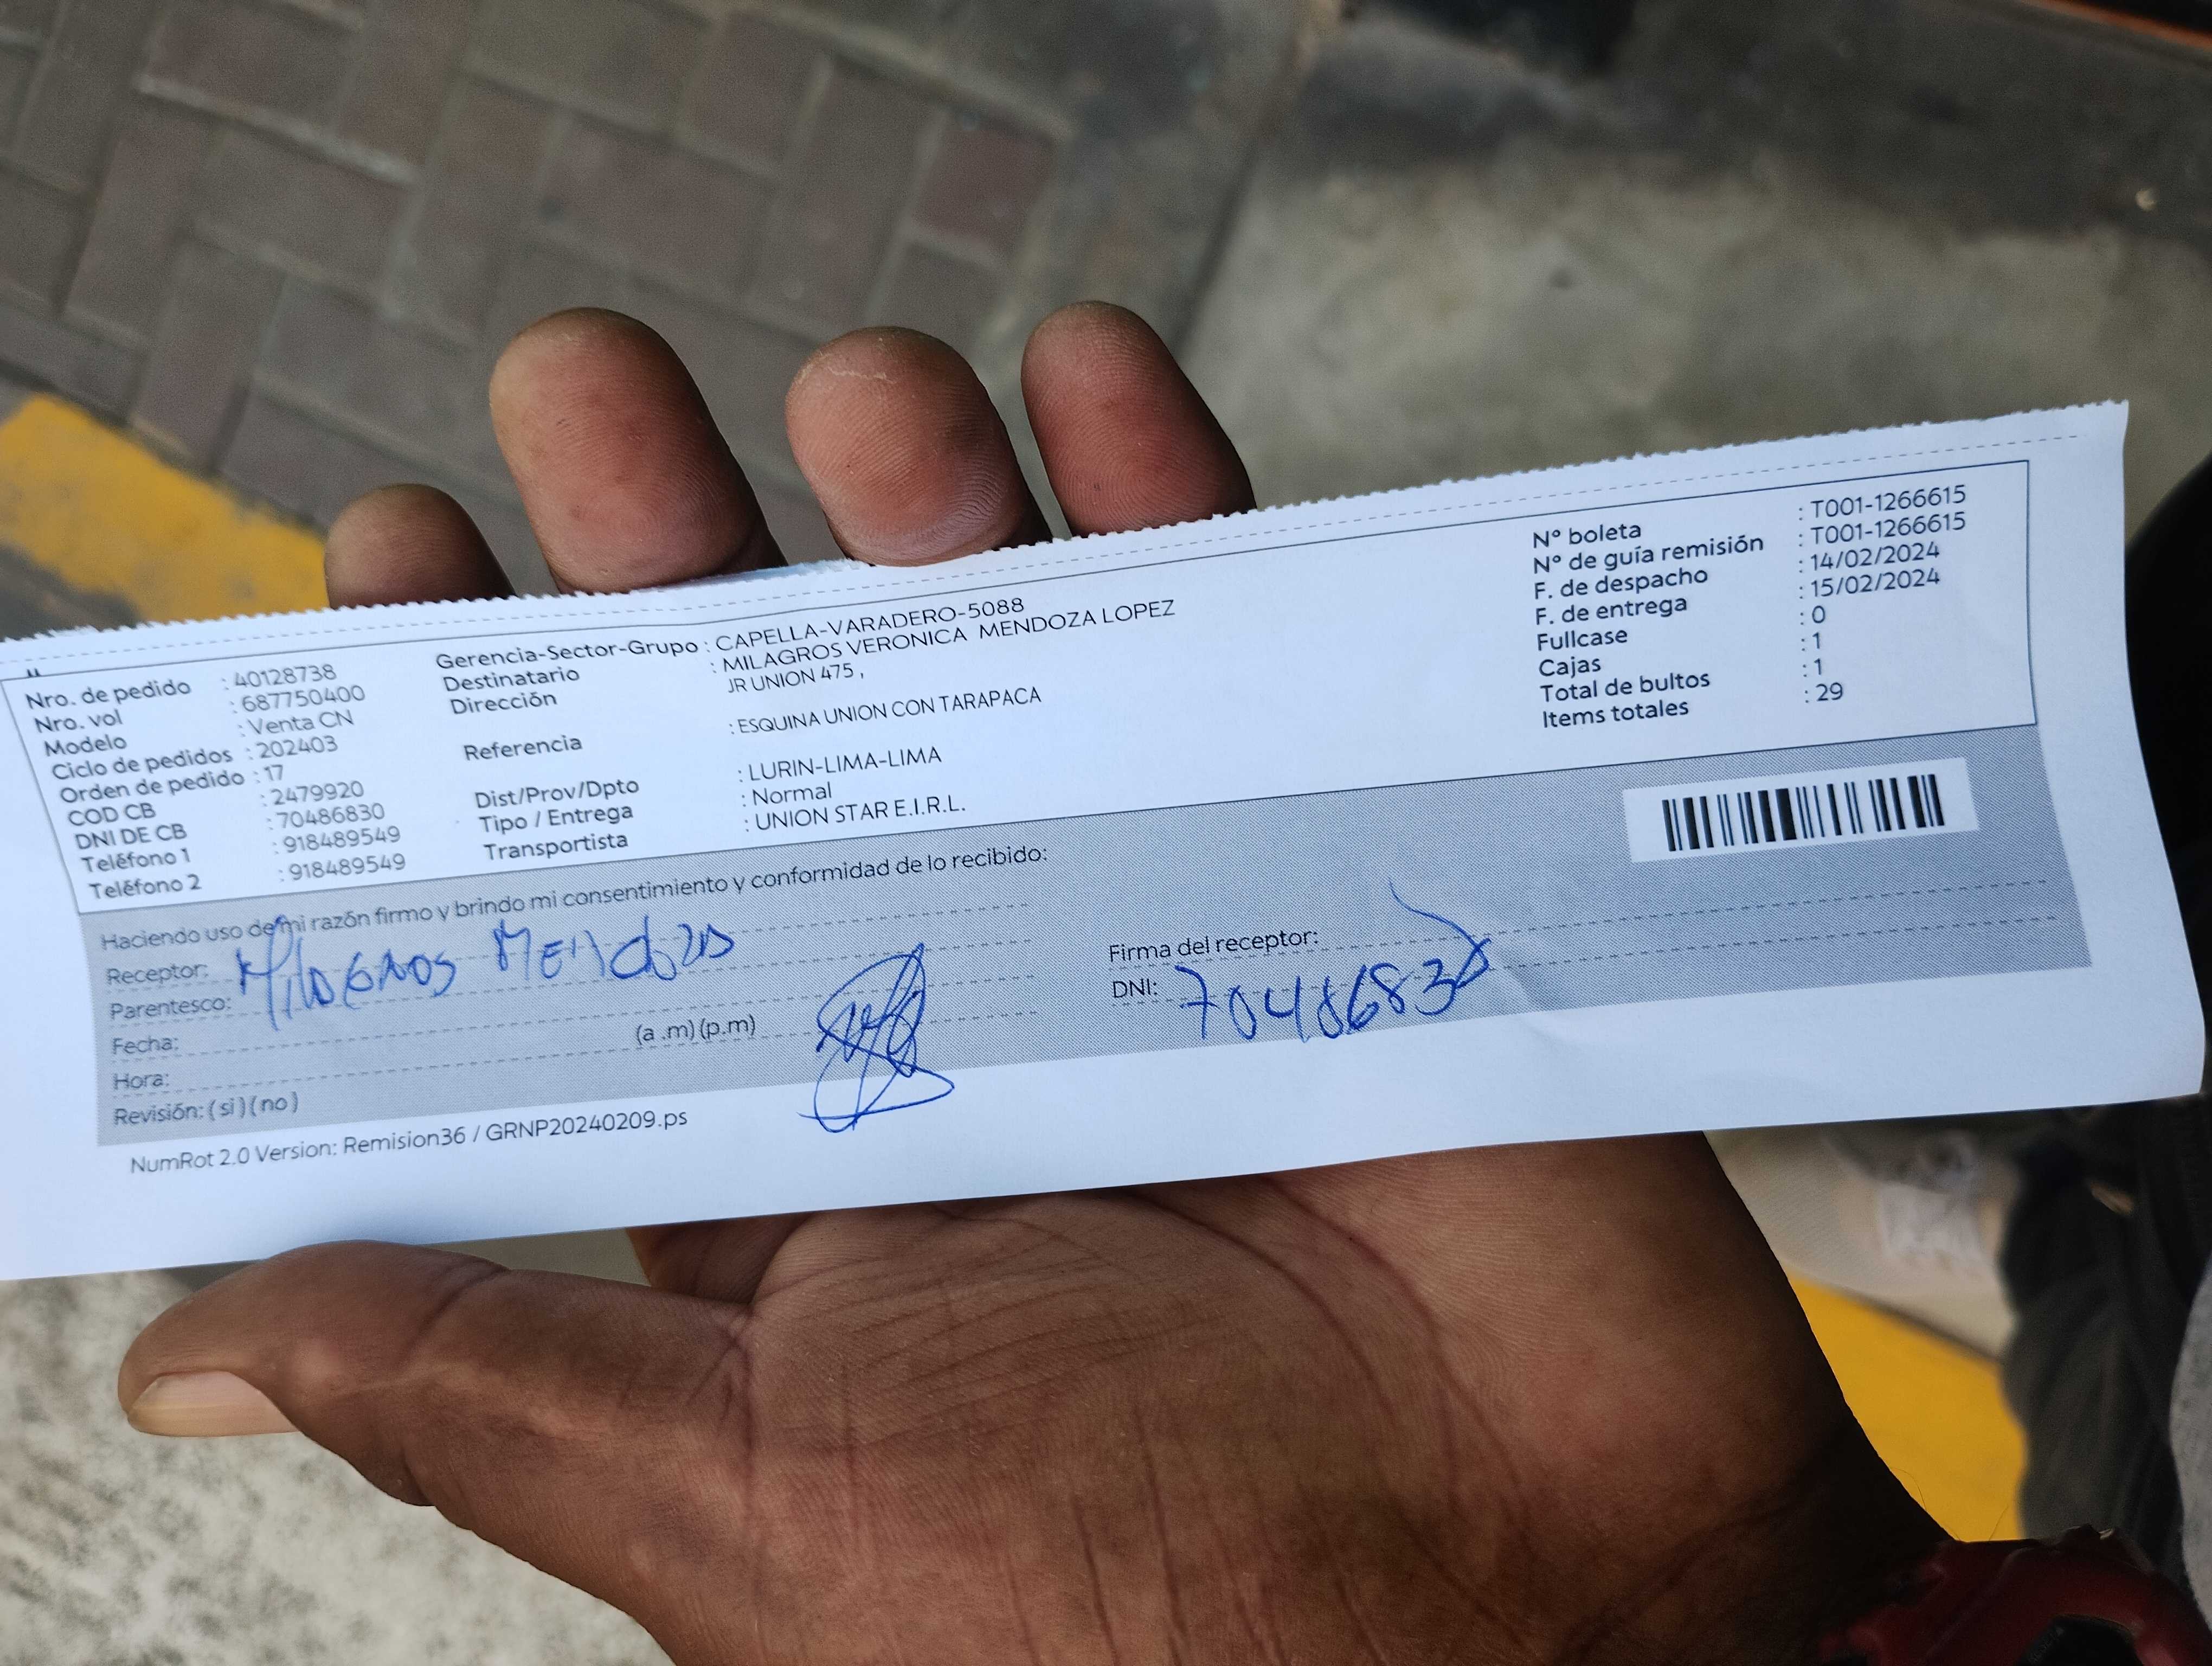 Nro. de pedido : 40128738
Nro. vol : 687750400
Modelo : Venta CN
Ciclo de pedidos : 202403
Orden de pedido : 17
COD CB : 2479920
DNI DE CB : 70486830
Teléfono 1 : 918489549
Teléfono 2 : 918489549
Gerencia-Sector-Grupo : CAPELLA-VARADERO-5088
Destinatario : MILAGROS VERONICA MENDOZA LOPEZ
Dirección JR UNION 475 ,
Referencia : ESQUINA UNION CON TARAPACA
Dist/Prov/Dpto : LURIN-LIMA-LIMA
Tipo / Entrega : Normal
Transportista : UNION STAR E.I.R.L.
N° boleta : T001-1266615
N° de guía remisión : T001-1266615
F. de despacho : 14/02/2024
F. de entrega : 15/02/2024
Fullcase : 0
Cajas : 1
Total de bultos : 1
Items totales : 29
Haciendo uso de mi razón firmo y brindo mi consentimiento y conformidad de lo recibido:
Receptor: Milagros Mendoza
Parentesco:
Fecha:
Hora: (a .m) (p.m)
Revisión: ( si ) ( no )
Firma del receptor:
DNI: 70486830
NumRot 2.0 Version: Remision36 / GRNP20240209.ps